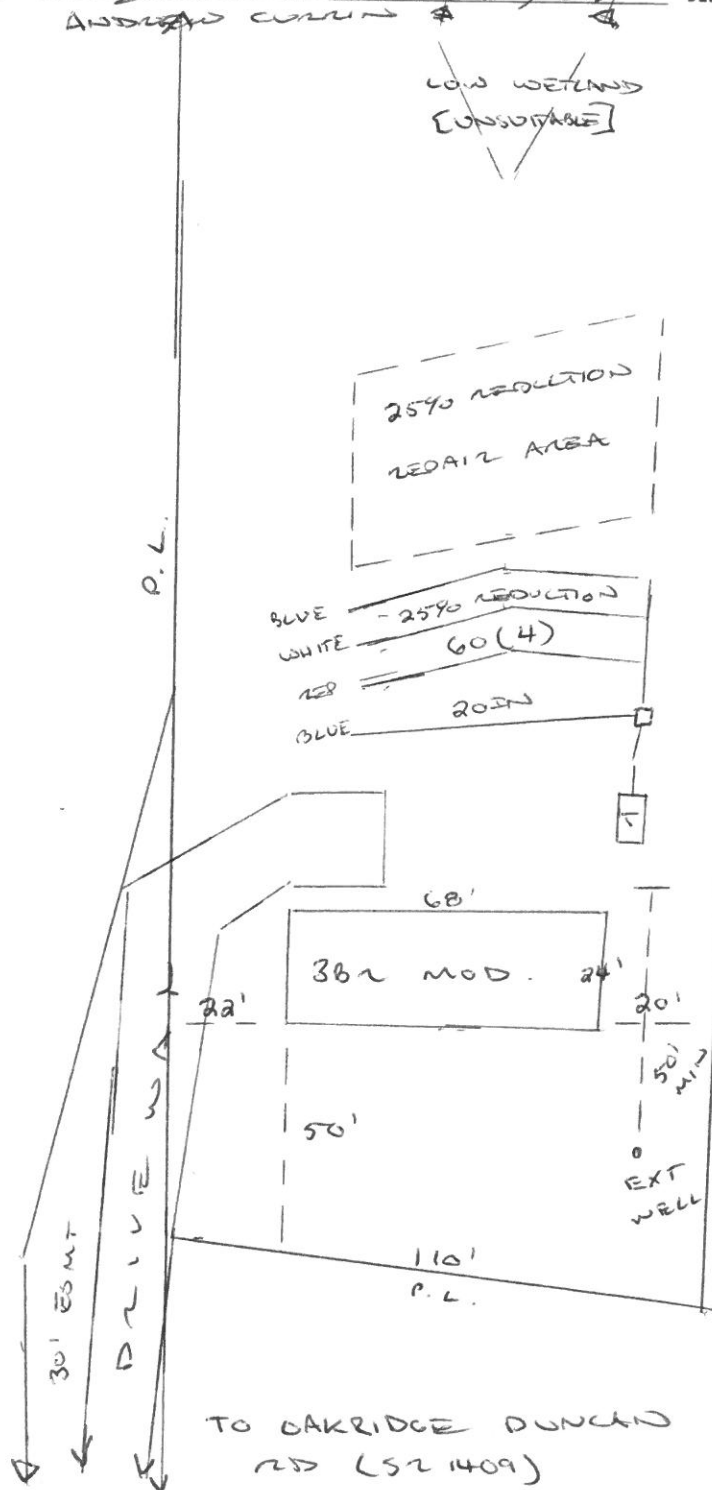 ANDREW CURRIN
LOW WETLAND
[UNSUITABLE]
25% REDUCTION
REPAIR AREA
P.L.
BLUE
25% REDUCTION
WHITE
60 (4)
RED
20IN
BLUE
T
68'
3BR MOD.
24'
22'
20'
50' MIN
50'
EXT
WELL
110'
P.L.
30' ESMT
DRIVE WAY
TO OAKRIDGE DUNCAN
RD (SR 1409)